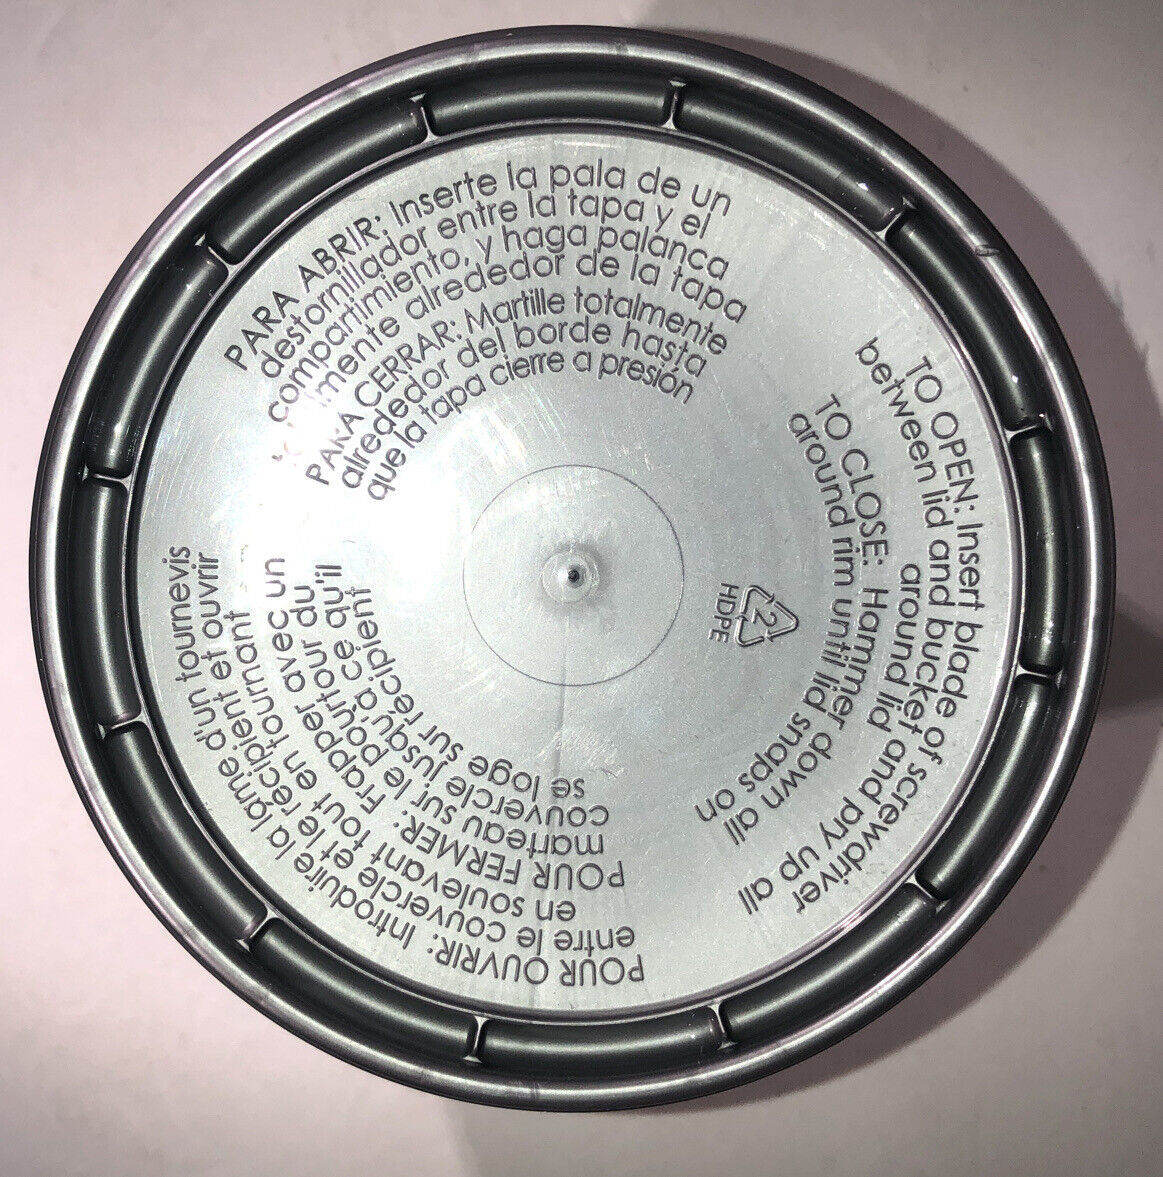 PARA ABRIR: Inserte la pala de un
destornillador entre la tapa y el
compartimiento, y haga palanca
alrededor de la tapa
PARA CERRAR: Martille totalmente
alrededor del borde hasta
que la tapa cierre a presión
TO OPEN: Insert blade of screwdriver
between lid and bucket and pry up all
around lid
TO CLOSE: Hammer down all
around rim until lid snaps on
2
HDPE
POUR OUVRIR: Introduire la lame d'un tournevis
entre le couvercle et le récipient et ouvrir
en soulevant tout en tournant
POUR FERMER: Frapper avec un
marteau sur le pourtour du
couvercle jusqu'à ce qu'il
se loge sur récipient